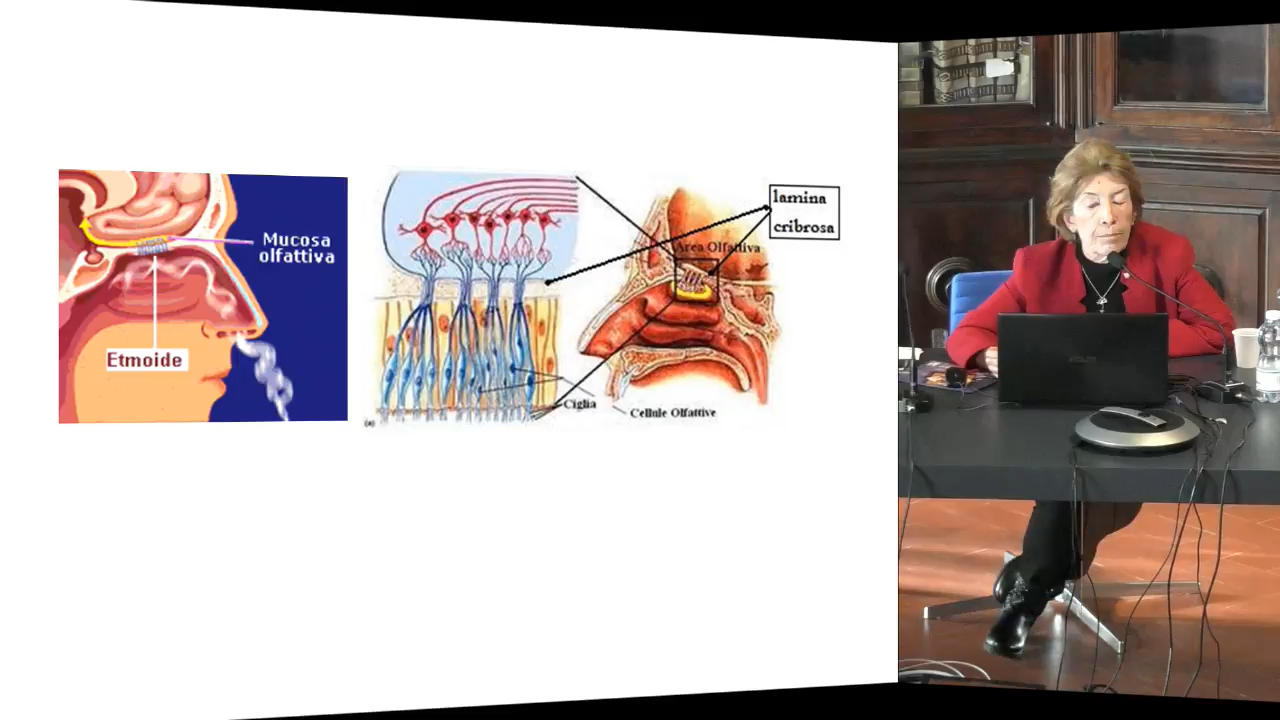 Mucosa
olfattiva
Etmoide
lamina
cribrosa
Area Olfattiva
Ciglia
Cellule Olfattive
(a)